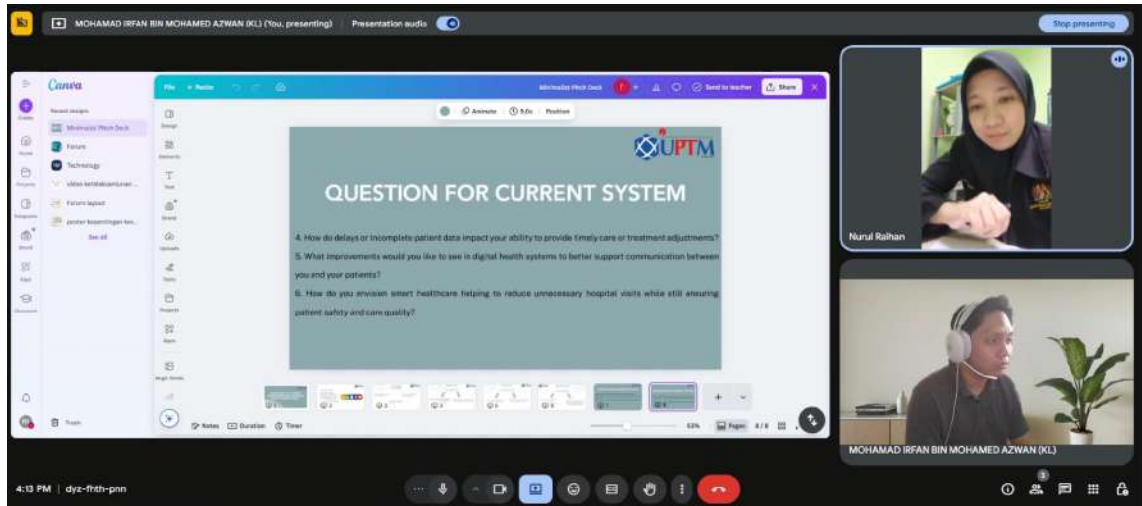 MOHAMAD IRFAN BIN MOHAMED AZWAN (KL) (You, presenting)
Presentation audio
Stop presenting
Canva
File
Resize
Minimalist Pitch Deck
Send to teacher
Share
Recent designs
Minimalist Pitch Deck
Forum
Technology
Forum layout
See all
Trash
Design
Elements
Text
Brand
Uploads
Tools
Projects
Apps
Animate
5.0s
Position
UPTM
QUESTION FOR CURRENT SYSTEM
4. How do delays or incomplete patient data impact your ability to provide timely care or treatment adjustments?
5. What improvements would you like to see in digital health systems to better support communication between
you and your patients?
6. How do you envision smart healthcare helping to reduce unnecessary hospital visits while still ensuring
patient safety and care quality?
Notes
Duration
Timer
53%
Pages
8 / 8
Nurul Raihan
MOHAMAD IRFAN BIN MOHAMED AZWAN (KL)
4:13 PM | dyz-fhth-pnn
3